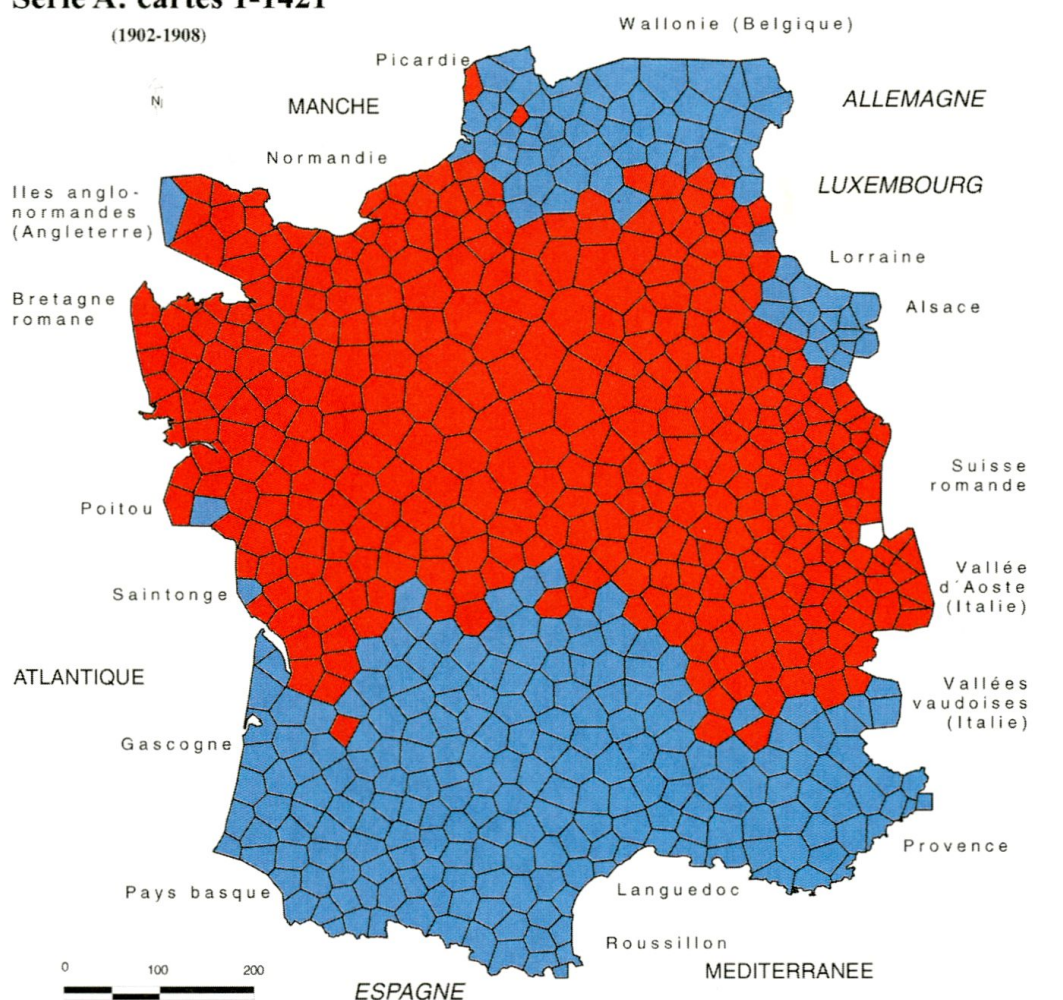 Série A: cartes 1-1421
(1902-1908)
Wallonie (Belgique)
Picardie
N
MANCHE
ALLEMAGNE
Normandie
Iles anglo-
normandes
(Angleterre)
LUXEMBOURG
Lorraine
Bretagne
romane
Alsace
Suisse
romande
Poitou
Vallée
d´Aoste
(Italie)
Saintonge
ATLANTIQUE
Vallées
vaudoises
(Italie)
Gascogne
Provence
Pays basque
Languedoc
Roussillon
MEDITERRANEE
0 100 200
ESPAGNE